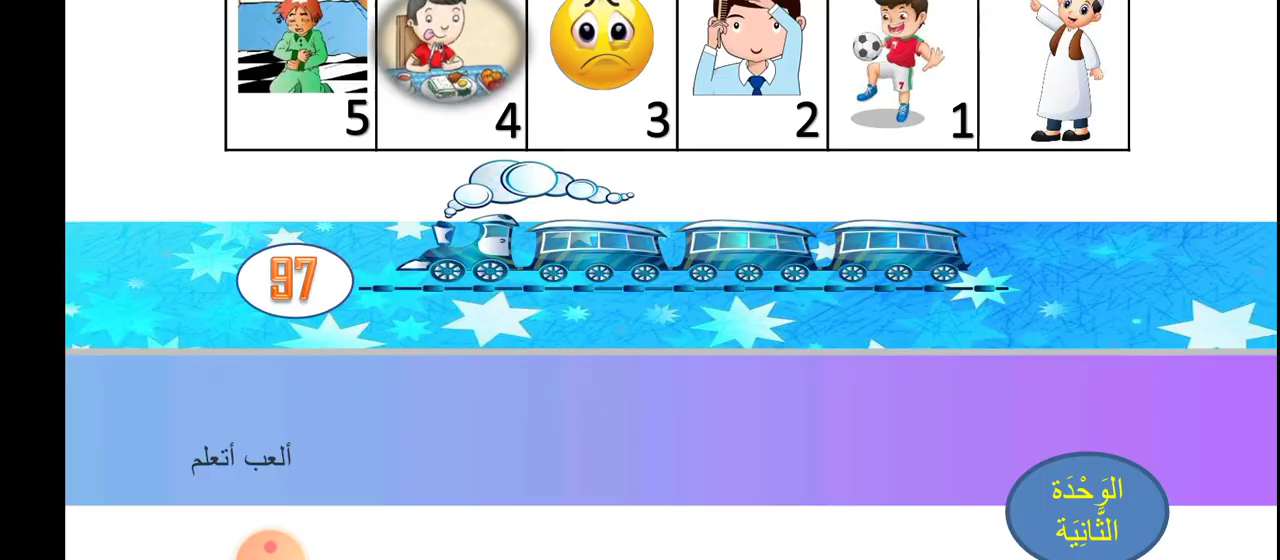 1 2 3 4 5
97
ألعب أتعلم
الوَحْدَة
الثَّانِيَة